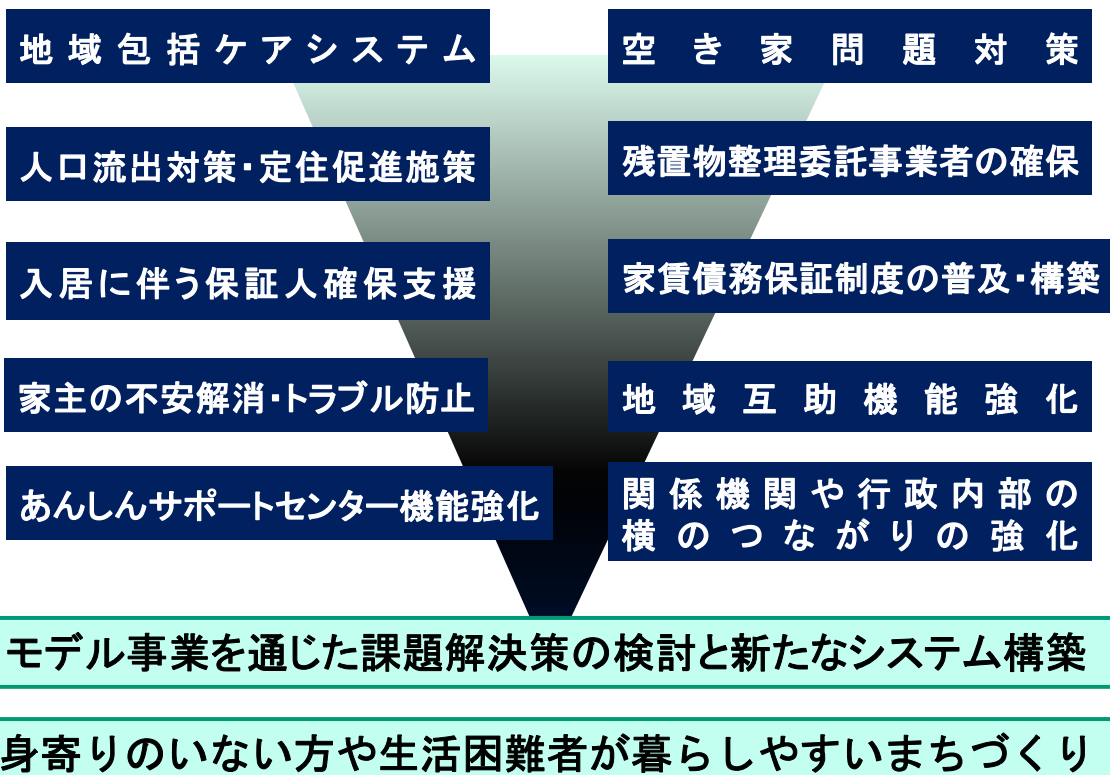 地域包括ケアシステム
空き家問題対策
人口流出対策・定住促進施策
残置物整理委託事業者の確保
入居に伴う保証人確保支援
家賃債務保証制度の普及・構築
家主の不安解消・トラブル防止
地域互助機能強化
あんしんサポートセンター機能強化
関係機関や行政内部の
横のつながりの強化
モデル事業を通じた課題解決策の検討と新たなシステム構築
身寄りのいない方や生活困難者が暮らしやすいまちづくり